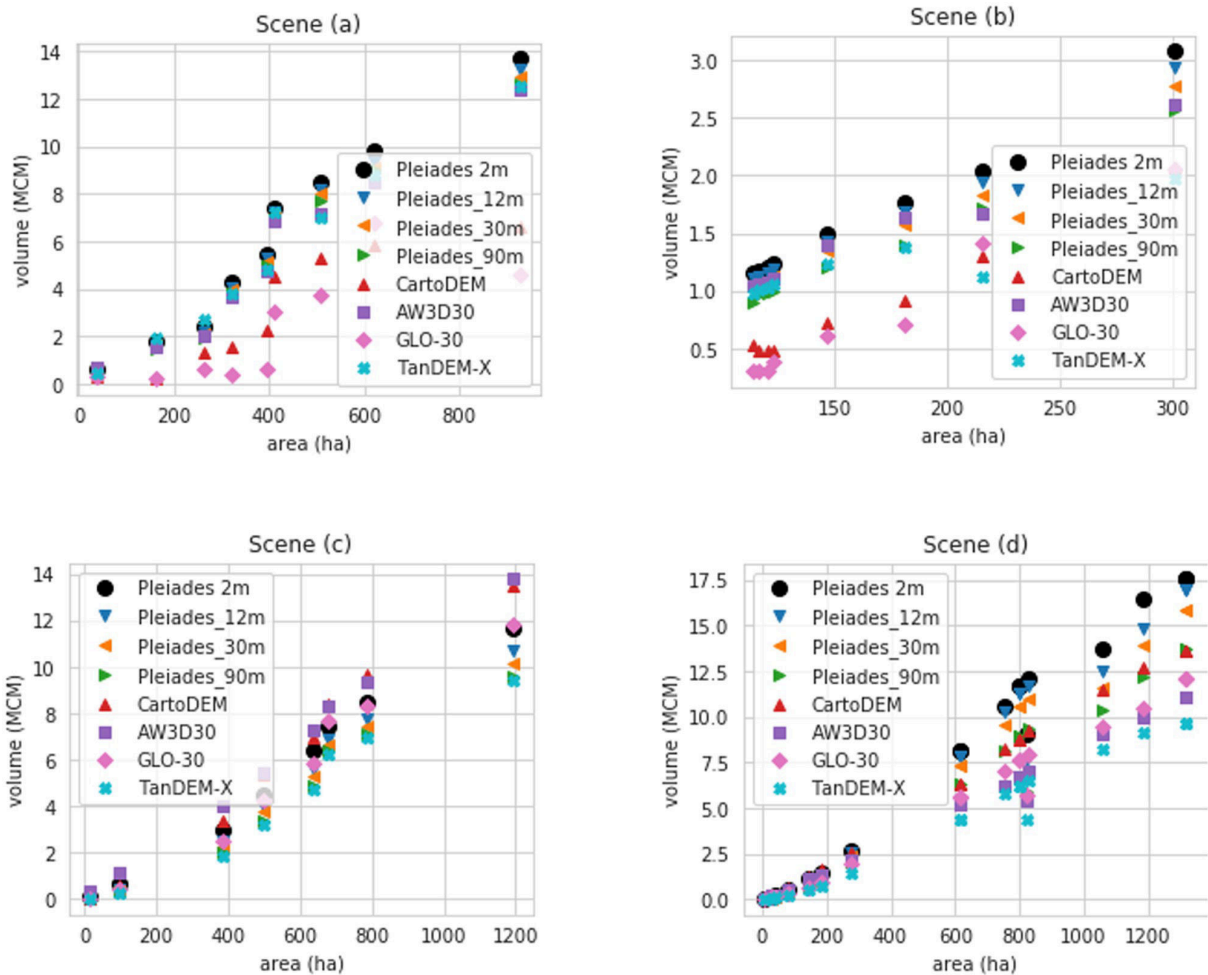 Scene (a)
14
12
10
8
6
4
2
0
volume (MCM)
0
200
400
600
800
area (ha)
Pleiades 2m
Pleiades_12m
Pleiades_30m
Pleiades_90m
CartoDEM
AW3D30
GLO-30
TanDEM-X
Scene (b)
3.0
2.5
2.0
1.5
1.0
0.5
volume (MCM)
150
200
250
300
area (ha)
Pleiades 2m
Pleiades_12m
Pleiades_30m
Pleiades_90m
CartoDEM
AW3D30
GLO-30
TanDEM-X
Scene (c)
14
12
10
8
6
4
2
0
volume (MCM)
0
200
400
600
800
1000
1200
area (ha)
Pleiades 2m
Pleiades_12m
Pleiades_30m
Pleiades_90m
CartoDEM
AW3D30
GLO-30
TanDEM-X
Scene (d)
17.5
15.0
12.5
10.0
7.5
5.0
2.5
0.0
volume (MCM)
0
200
400
600
800
1000
1200
area (ha)
Pleiades 2m
Pleiades_12m
Pleiades_30m
Pleiades_90m
CartoDEM
AW3D30
GLO-30
TanDEM-X